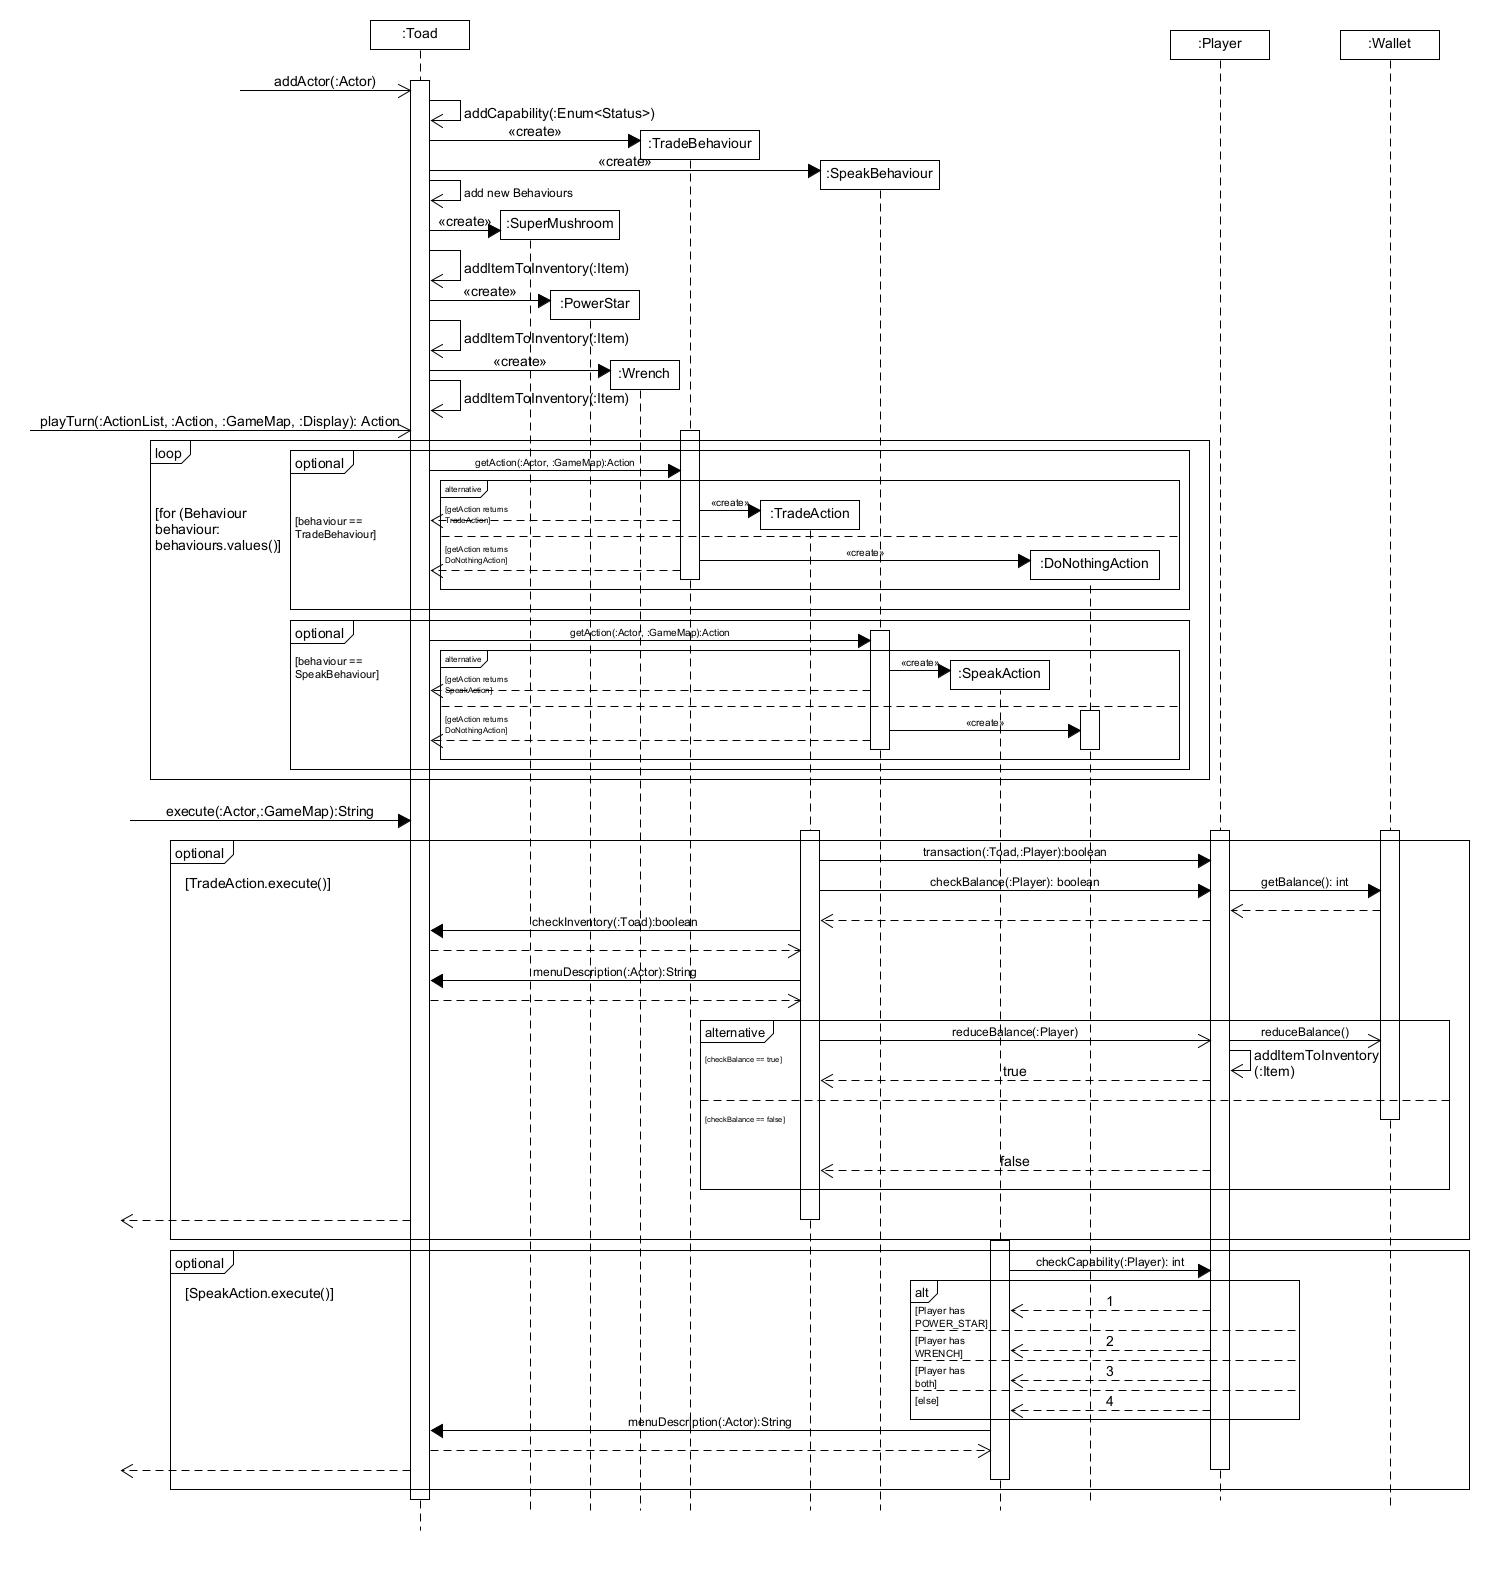 :Toad
:Player
:Wallet
addActor(:Actor)
addCapability(:Enum<Status>)
«create»
:TradeBehaviour
«create»
:SpeakBehaviour
add new Behaviours
«create»
:SuperMushroom
addItemToInventory(:Item)
«create»
:PowerStar
addItemToInventory(:Item)
«create»
:Wrench
addItemToInventory(:Item)
playTurn(:ActionList, :Action, :GameMap, :Display): Action
loop
[for (Behaviour
behaviour:
behaviours.values()]
optional
[behaviour ==
TradeBehaviour]
getAction(:Actor, :GameMap):Action
alternative
[getAction returns
TradeAction]
«create»
:TradeAction
[getAction returns
DoNothingAction]
«create»
:DoNothingAction
optional
[behaviour ==
SpeakBehaviour]
getAction(:Actor, :GameMap):Action
alternative
[getAction returns
SpeakAction]
«create»
:SpeakAction
[getAction returns
DoNothingAction]
«create»
execute(:Actor,:GameMap):String
optional
[TradeAction.execute()]
transaction(:Toad,:Player):boolean
checkBalance(:Player): boolean
getBalance(): int
checkInventory(:Toad):boolean
menuDescription(:Actor):String
alternative
[checkBalance == true]
reduceBalance(:Player)
reduceBalance()
addItemToInventory
(:Item)
true
[checkBalance == false]
false
optional
[SpeakAction.execute()]
checkCapability(:Player): int
alt
[Player has
POWER_STAR]
1
[Player has
WRENCH]
2
[Player has
both]
3
[else]
4
menuDescription(:Actor):String